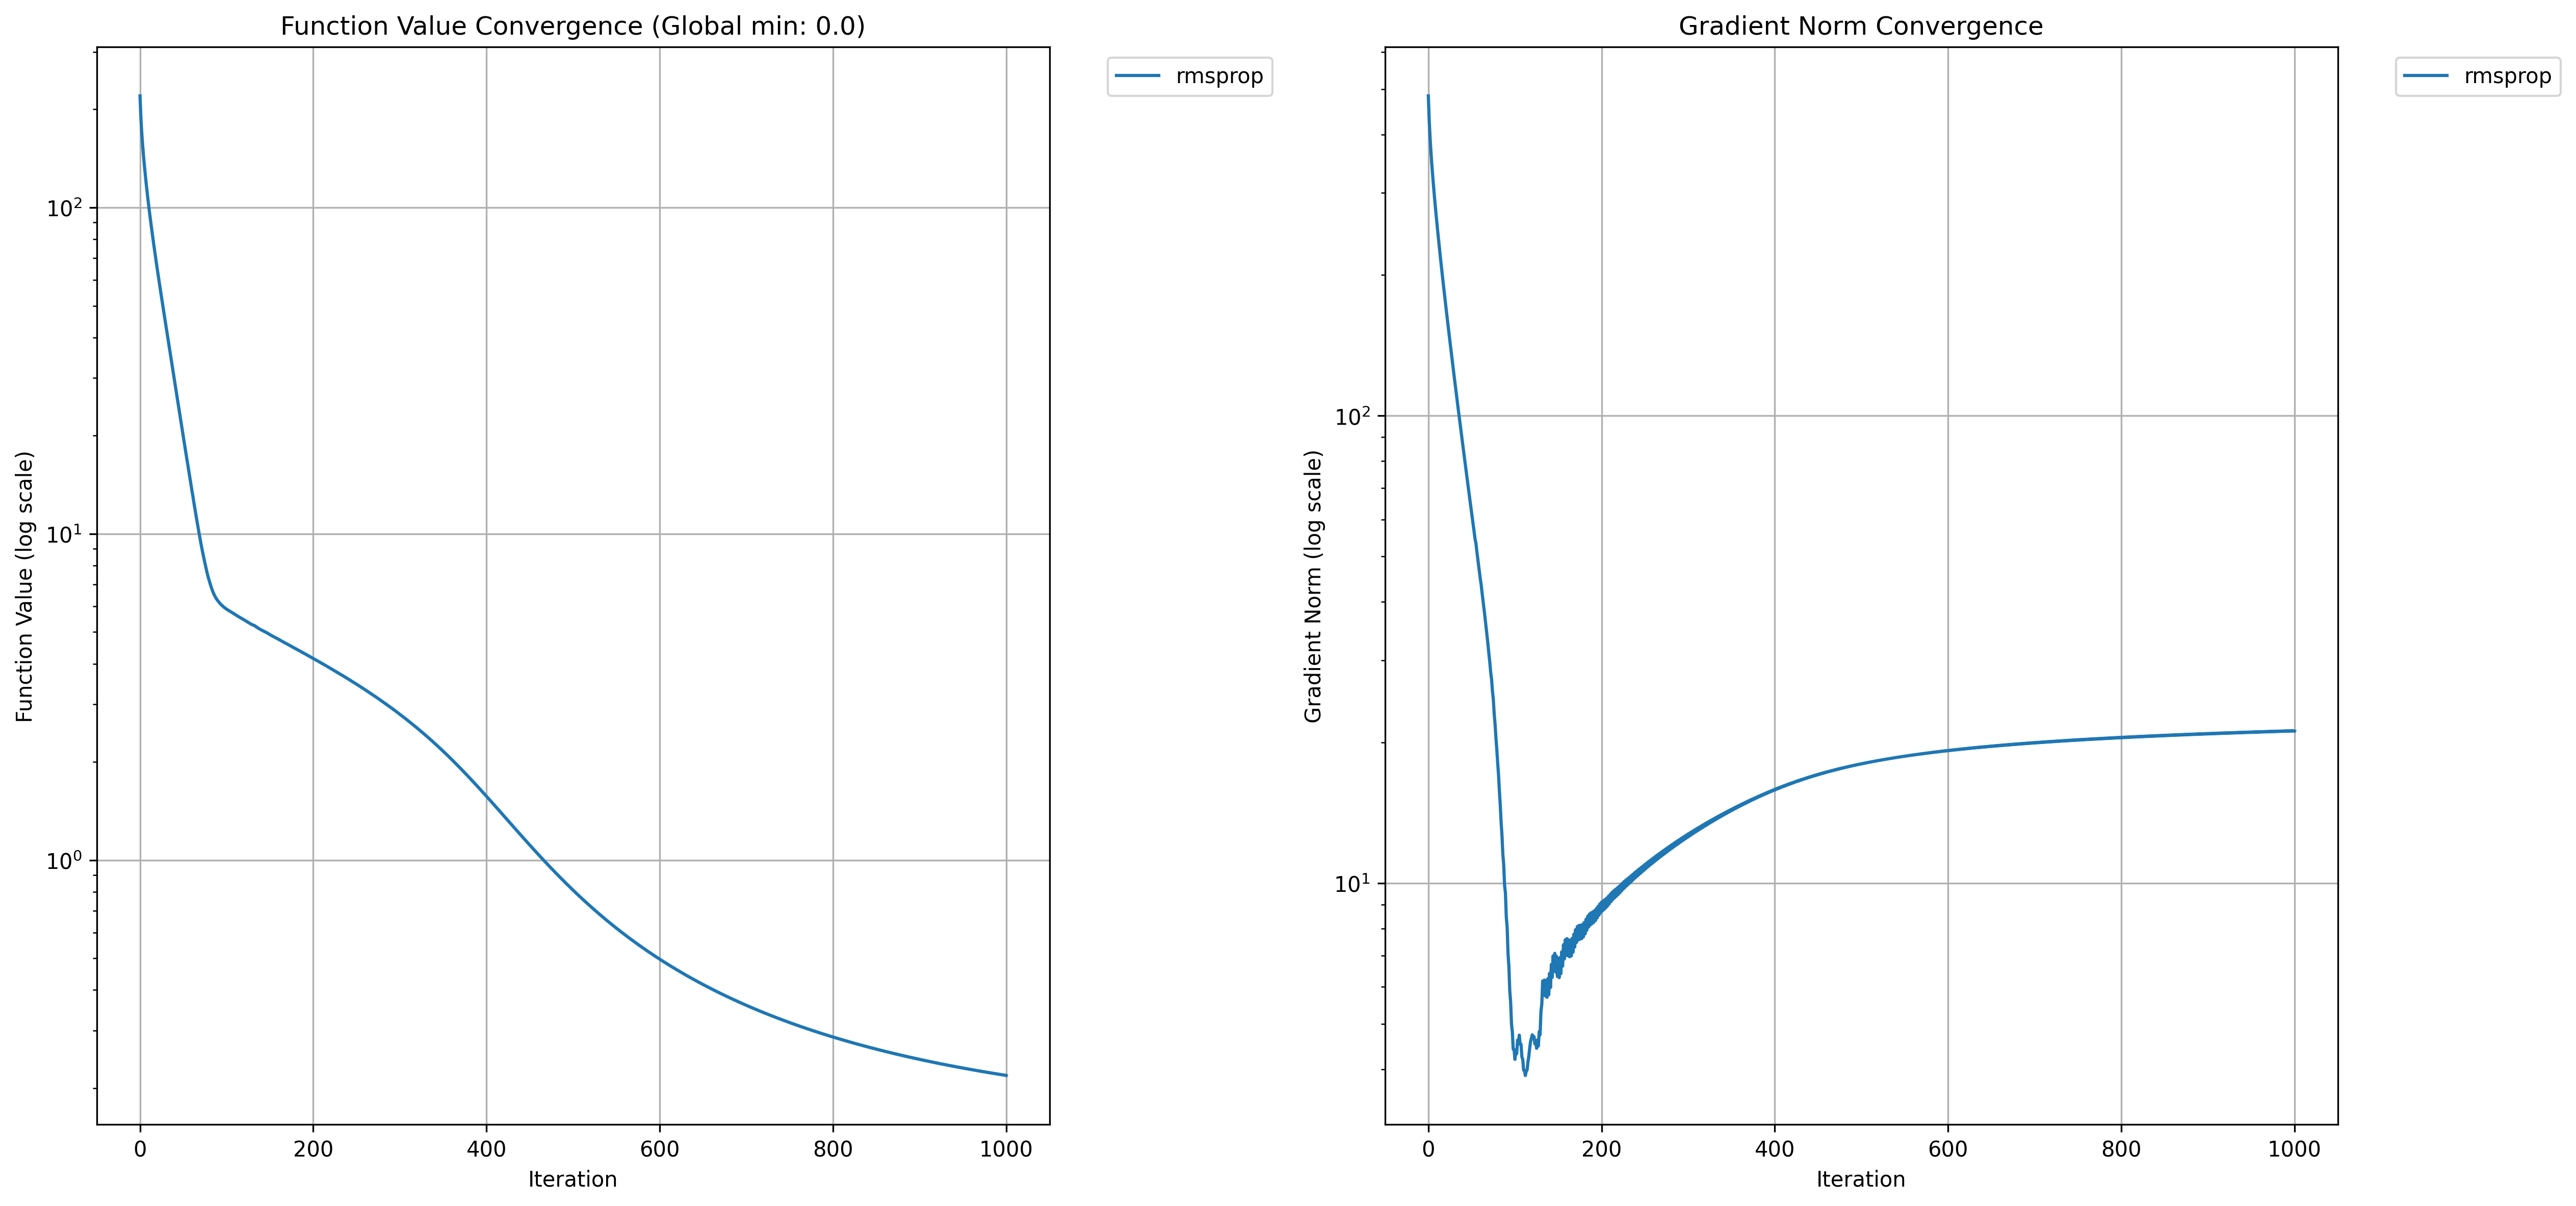 Function Value Convergence (Global min: 0.0)
rmsprop
Function Value (log scale)
10²
10¹
10⁰
0 200 400 600 800 1000
Iteration
Gradient Norm Convergence
rmsprop
Gradient Norm (log scale)
10²
10¹
0 200 400 600 800 1000
Iteration